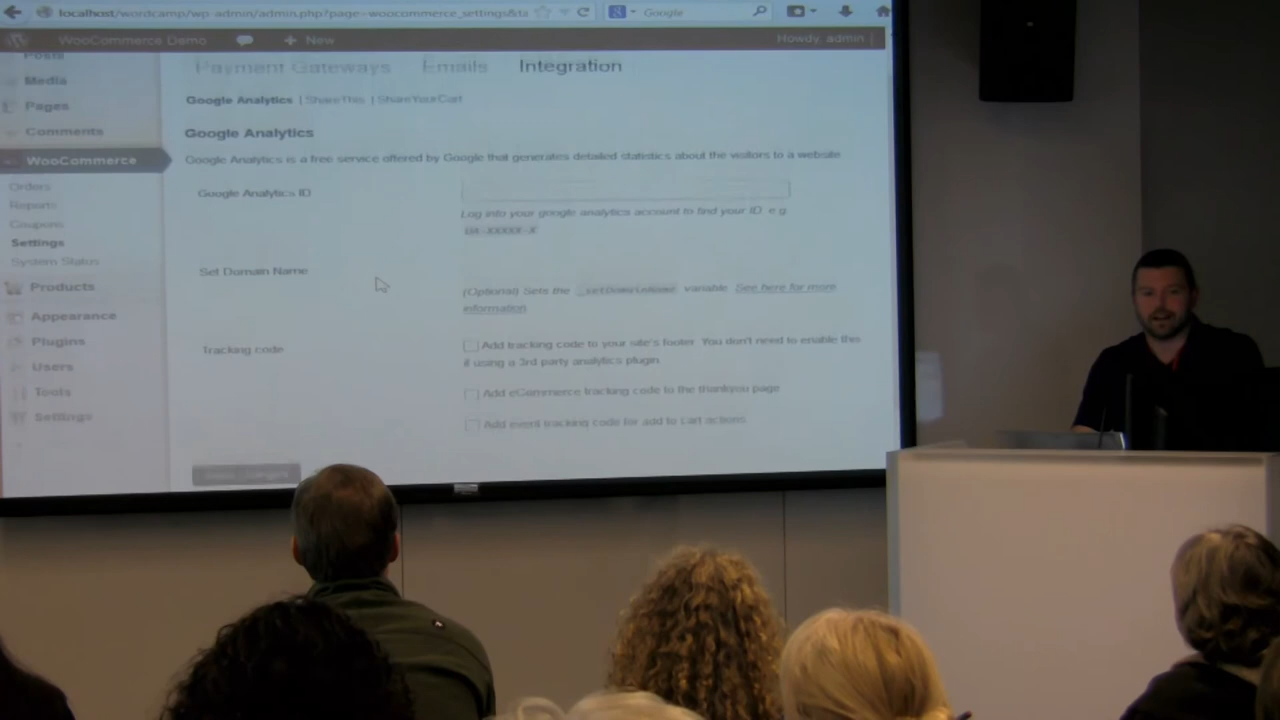 localhost/wordcamp/wp-admin/admin.php?page=woocommerce_settings&ta
Google
WooCommerce Demo
New
Howdy, admin
Posts
Media
Pages
Comments
WooCommerce
Orders
Reports
Coupons
Settings
System Status
Products
Appearance
Plugins
Users
Tools
Settings
Payment Gateways Emails Integration
Google Analytics | ShareThis | ShareYourCart
Google Analytics
Google Analytics is a free service offered by Google that generates detailed statistics about the visitors to a website
Google Analytics ID
Log into your google analytics account to find your ID. e.g.
UA-XXXXX-X
Set Domain Name
(Optional) Sets the _setDomainName variable. See here for more
information
Tracking code
Add tracking code to your site's footer. You don't need to enable this
if using a 3rd party analytics plugin
Add eCommerce tracking code to the thankyou page
Add event tracking code for add to cart actions